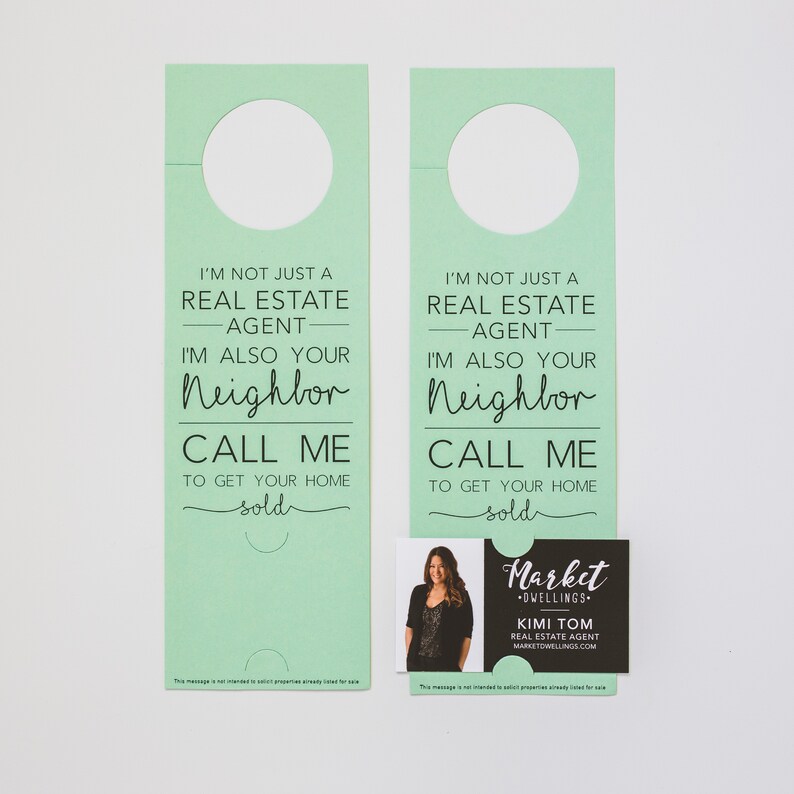 I'M NOT JUST A
REAL ESTATE
AGENT
I'M ALSO YOUR
Neighbor
CALL ME
TO GET YOUR HOME
sold
This message is not intended to solicit properties already listed for sale
I'M NOT JUST A
REAL ESTATE
AGENT
I'M ALSO YOUR
Neighbor
CALL ME
TO GET YOUR HOME
sold
Market
•DWELLINGS•
KIMI TOM
REAL ESTATE AGENT
MARKETDWELLINGS.COM
This message is not intended to solicit properties already listed for sale